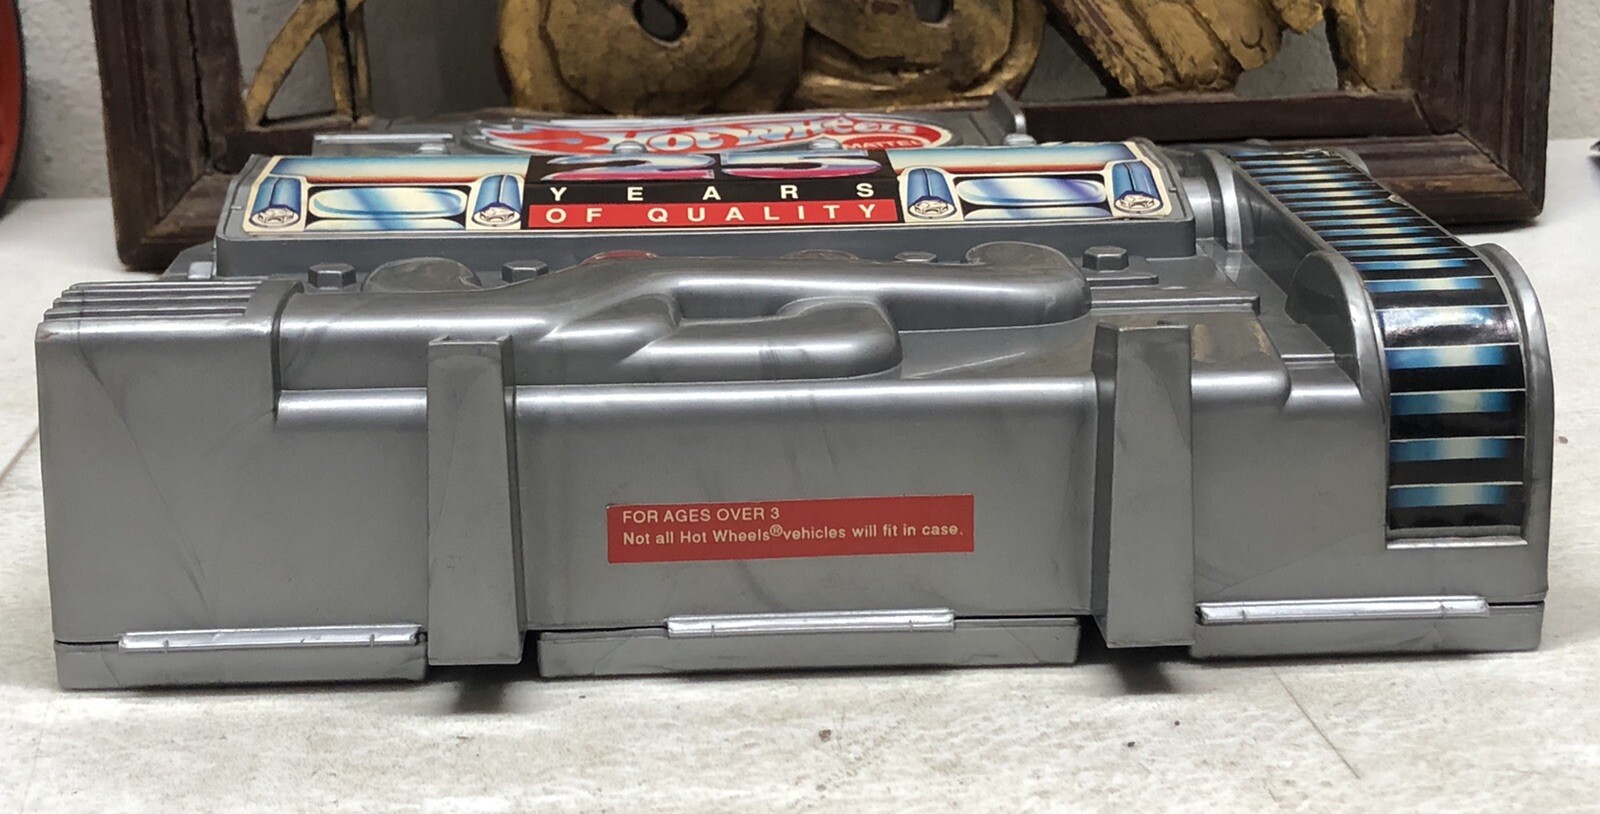 Hot Wheels
MATTEL
25
YEARS
OF QUALITY
FOR AGES OVER 3
Not all Hot Wheels® vehicles will fit in case.